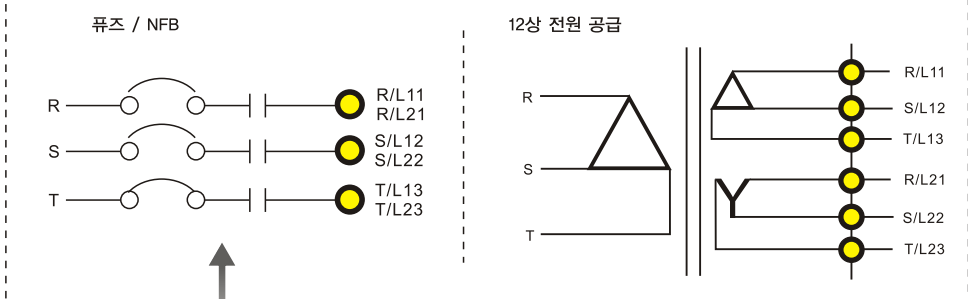 퓨즈 / NFB
R
R/L11
R/L21
S
S/L12
S/L22
T
T/L13
T/L23
12상 전원 공급
R
S
T
R/L11
S/L12
T/L13
R/L21
S/L22
T/L23